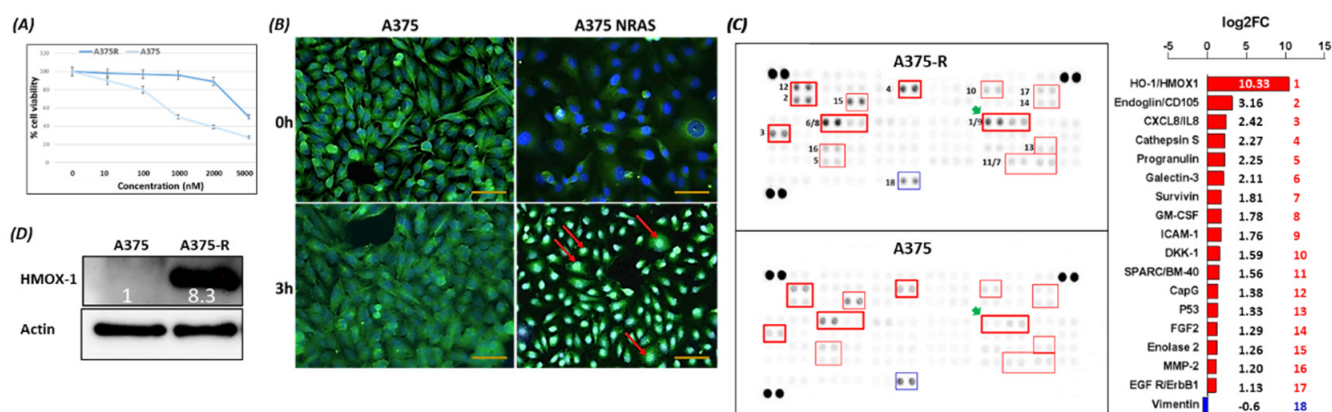 (A)
A375R A375
% cell viability
120
100
80
60
40
20
0
0 10 100 1000 2000 5000
Concentration (nM)
(B)
A375 A375 NRAS
0h
3h
(C)
A375-R
12
2
15
4
10
17
14
6/8
1/9
3
16
5
13
11/7
18
A375
log2FC
-5 0 5 10 15
HO-1/HMOX1 10.33 1
Endoglin/CD105 3.16 2
CXCL8/IL8 2.42 3
Cathepsin S 2.27 4
Progranulin 2.25 5
Galectin-3 2.11 6
Survivin 1.81 7
GM-CSF 1.78 8
ICAM-1 1.76 9
DKK-1 1.59 10
SPARC/BM-40 1.56 11
CapG 1.38 12
P53 1.33 13
FGF2 1.29 14
Enolase 2 1.26 15
MMP-2 1.20 16
EGF R/ErbB1 1.13 17
Vimentin -0.6 18
(D)
A375 A375-R
HMOX-1
1 8.3
Actin